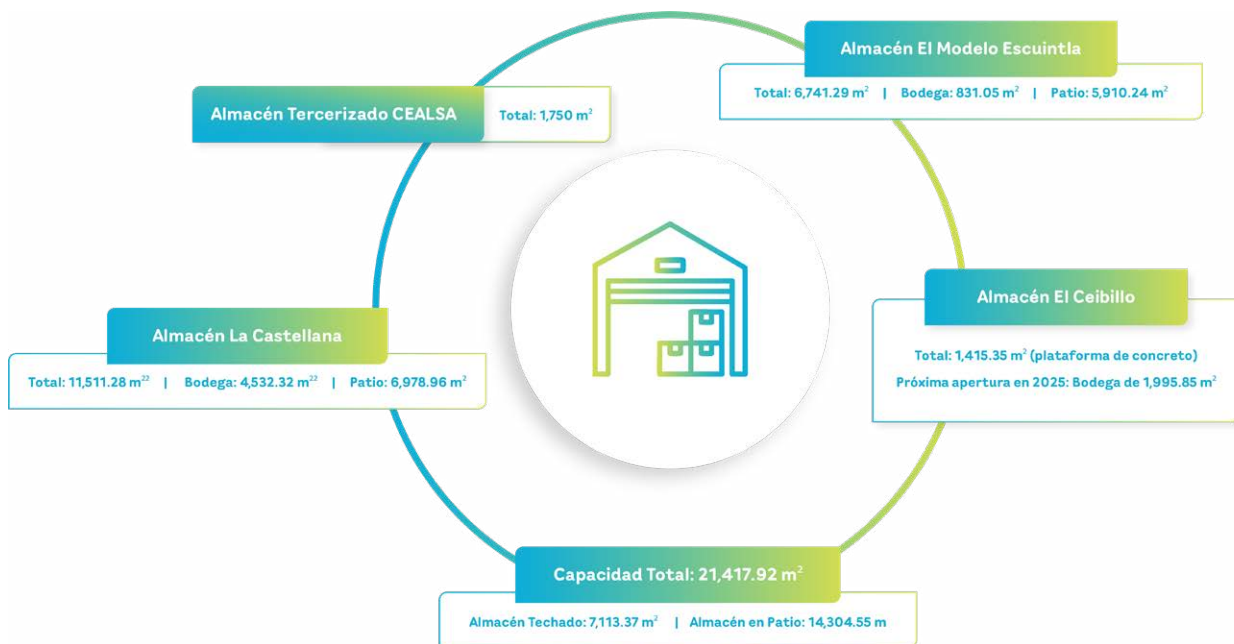 Almacén El Modelo Escuintla
Total: 6,741.29 m² | Bodega: 831.05 m² | Patio: 5,910.24 m²
Almacén Tercerizado CEALSA
Total: 1,750 m²
Almacén El Ceibillo
Total: 1,415.35 m² (plataforma de concreto)
Próxima apertura en 2025: Bodega de 1,995.85 m²
Almacén La Castellana
Total: 11,511.28 m²² | Bodega: 4,532.32 m²² | Patio: 6,978.96 m²
Capacidad Total: 21,417.92 m²
Almacén Techado: 7,113.37 m² | Almacén en Patio: 14,304.55 m